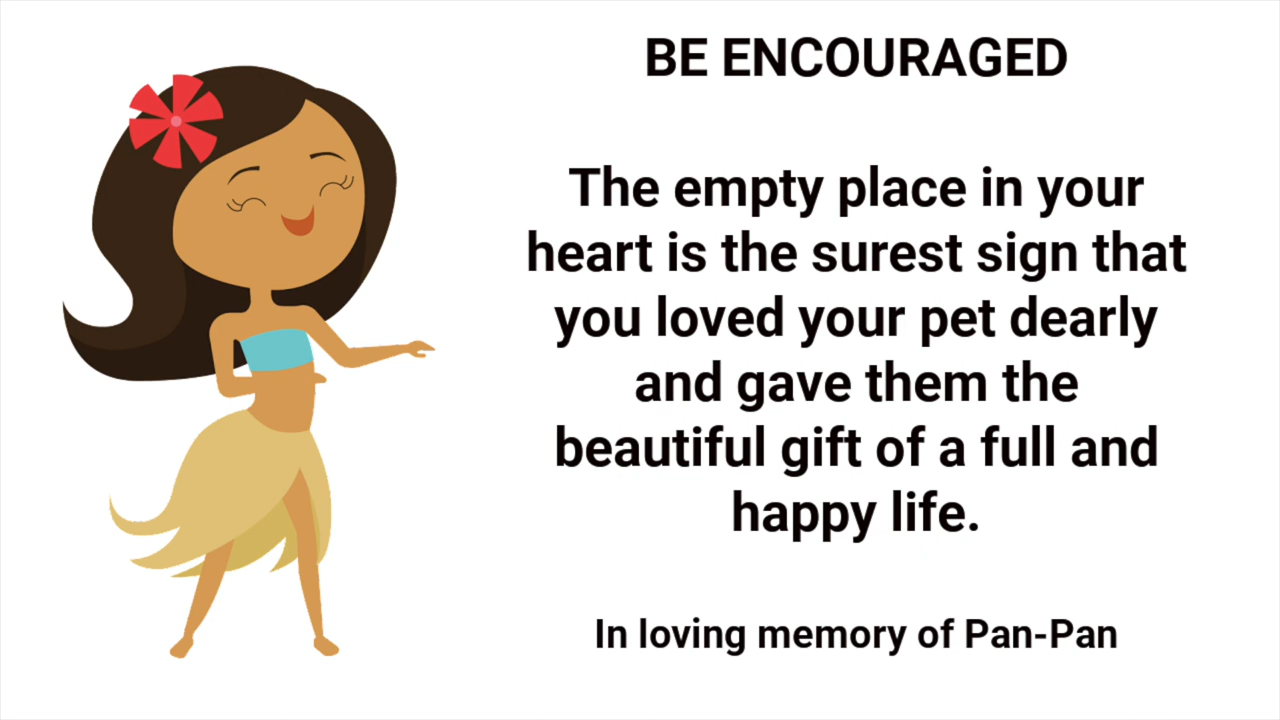 BE ENCOURAGED
The empty place in your
heart is the surest sign that
you loved your pet dearly
and gave them the
beautiful gift of a full and
happy life.
In loving memory of Pan-Pan